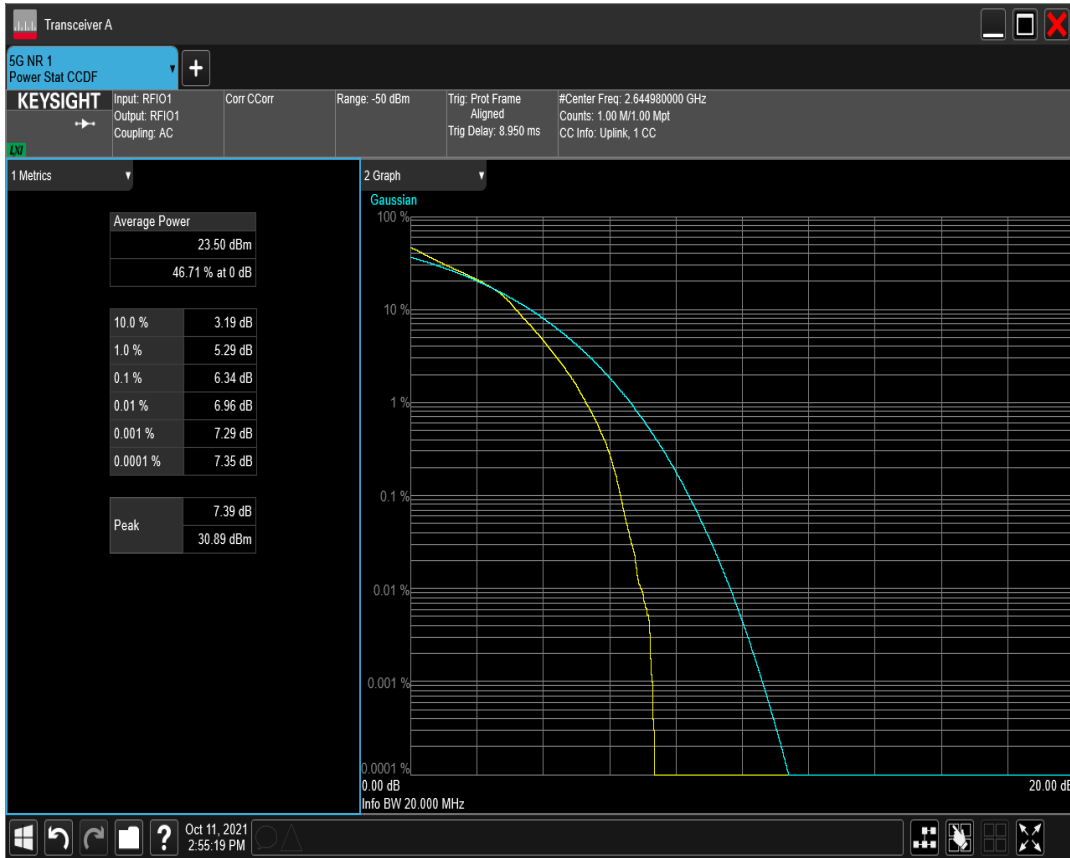 Transceiver A
5G NR 1
Power Stat CCDF
KEYSIGHT
LXI
Input: RFIO1
Output: RFIO1
Coupling: AC
Corr CCorr
Range: -50 dBm
Trig: Prot Frame
Aligned
Trig Delay: 8.950 ms
#Center Freq: 2.644980000 GHz
Counts: 1.00 M/1.00 Mpt
CC Info: Uplink, 1 CC
1 Metrics
Average Power
23.50 dBm
46.71 % at 0 dB
10.0 % 3.19 dB
1.0 % 5.29 dB
0.1 % 6.34 dB
0.01 % 6.96 dB
0.001 % 7.29 dB
0.0001 % 7.35 dB
Peak
7.39 dB
30.89 dBm
2 Graph
Gaussian
100 %
10 %
1 %
0.1 %
0.01 %
0.001 %
0.0001 %
0.00 dB
20.00 dB
Info BW 20.000 MHz
?
Oct 11, 2021
2:55:19 PM